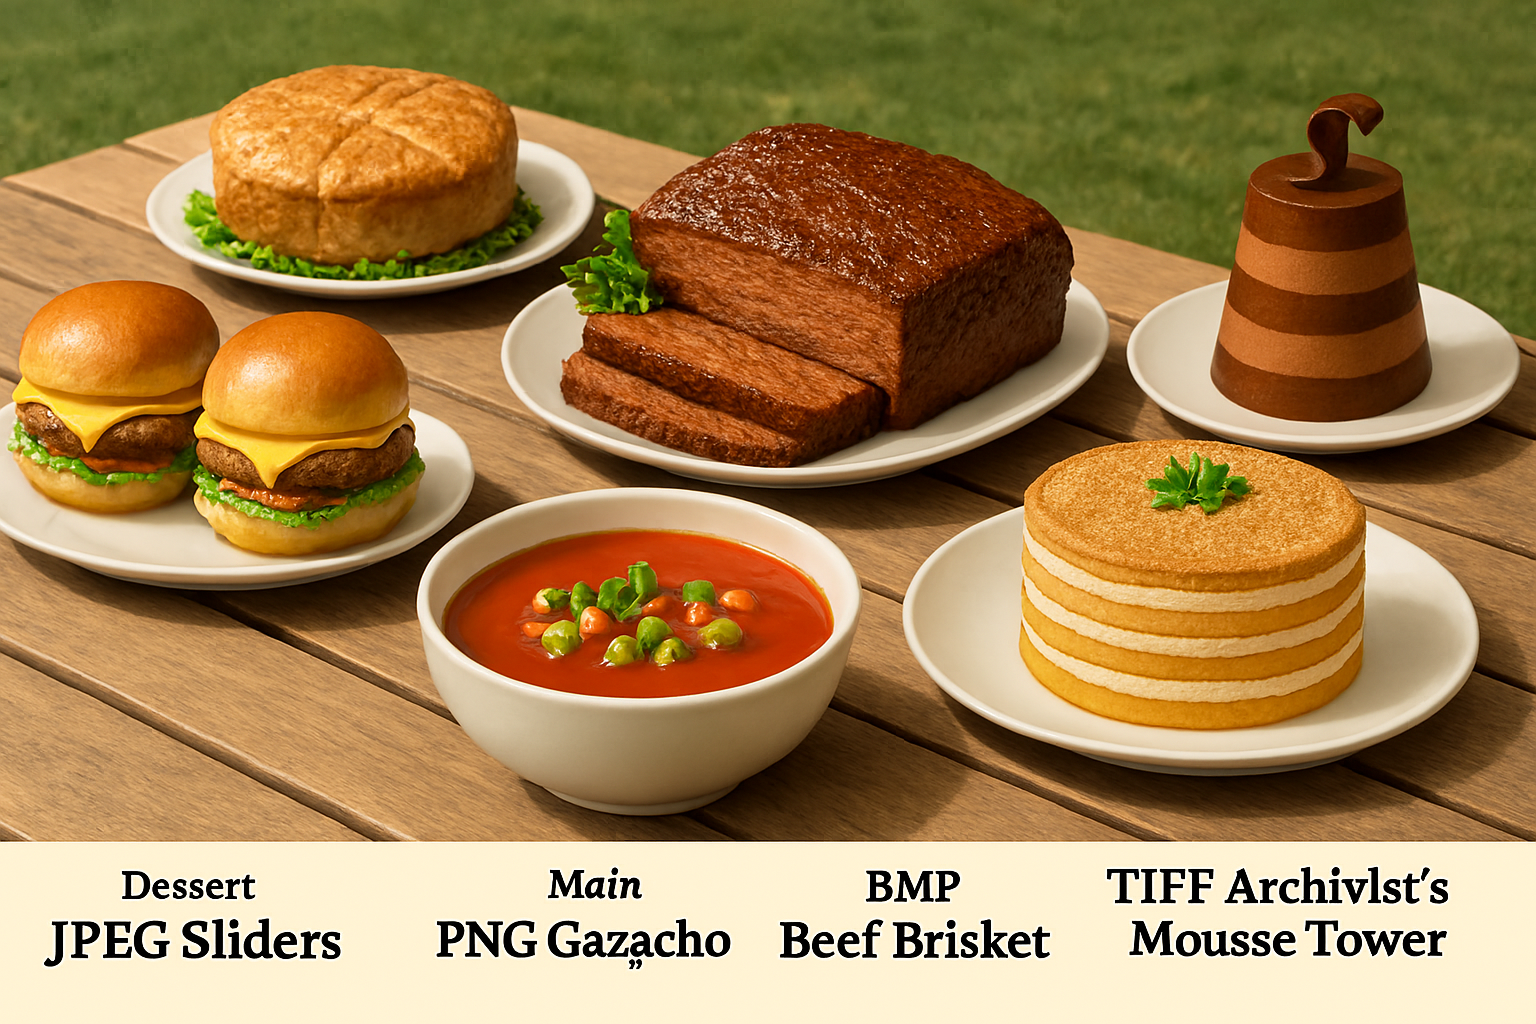 Dessert
JPEG Sliders
Main
PNG Gazacho
BMP
Beef Brisket
TIFF Archivlst's
Mousse Tower